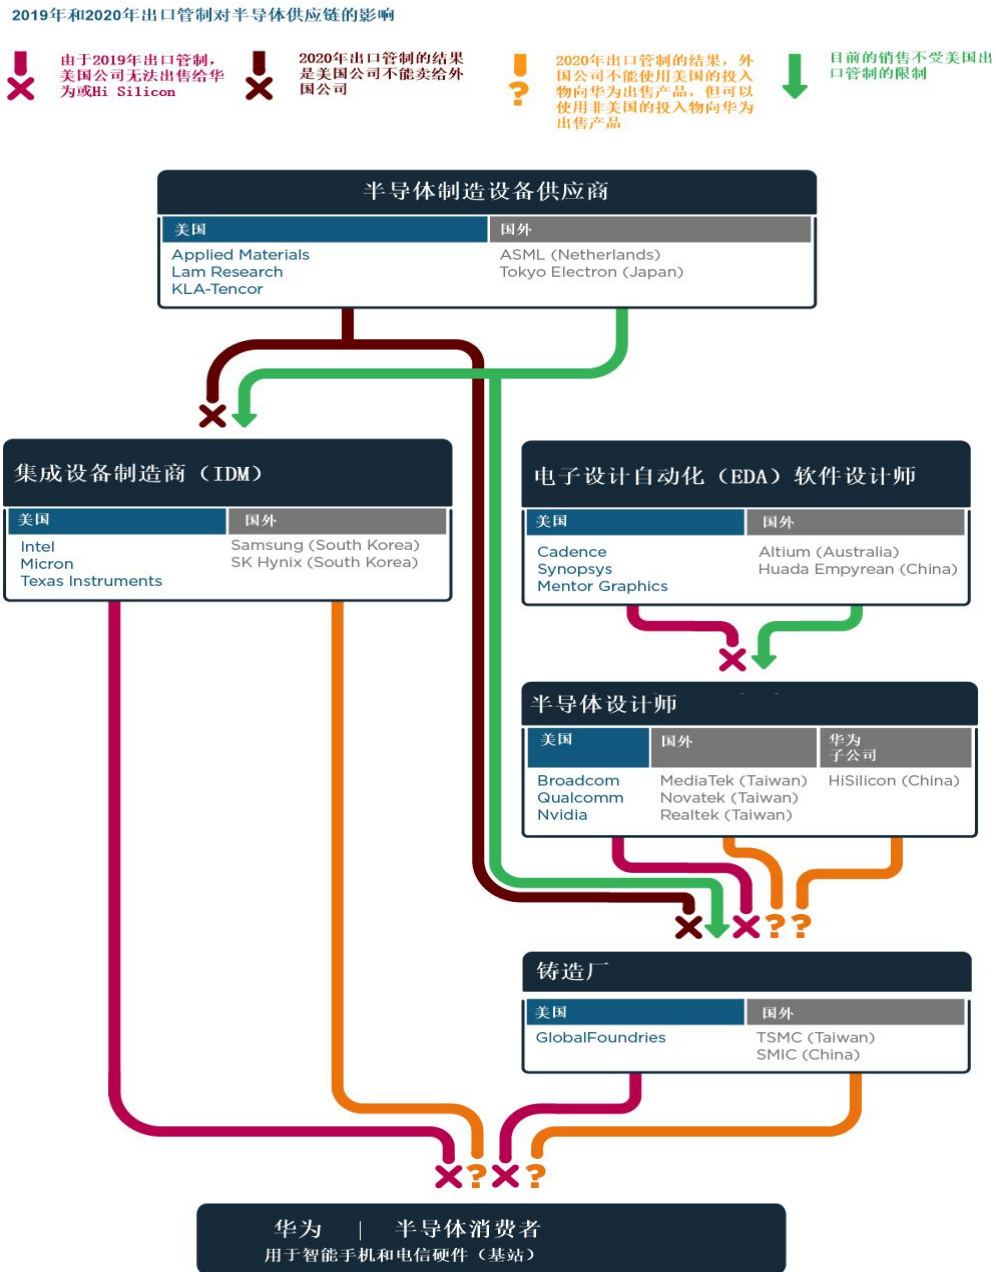 2019年和2020年出口管制对半导体供应链的影响
由于2019年出口管制,
美国公司无法出售给华
为或Hi Silicon
2020年出口管制的结果
是美国公司不能卖给外
国公司
2020年出口管制的结果，外
国公司不能使用美国的投入
物向华为出售产品，但可以
使用非美国的投入物向华为
出售产品
目前的销售不受美国出
口管制的限制
半导体制造设备供应商
美国
国外
Applied Materials
Lam Research
KLA-Tencor
ASML (Netherlands)
Tokyo Electron (Japan)
集成设备制造商（IDM）
美国
国外
Intel
Micron
Texas Instruments
Samsung (South Korea)
SK Hynix (South Korea)
电子设计自动化（EDA）软件设计师
美国
国外
Cadence
Synopsys
Mentor Graphics
Altium (Australia)
Huada Empyrean (China)
半导体设计师
美国
国外
华为
子公司
Broadcom
Qualcomm
Nvidia
MediaTek (Taiwan)
Novatek (Taiwan)
Realtek (Taiwan)
HiSilicon (China)
铸造厂
美国
国外
GlobalFoundries
TSMC (Taiwan)
SMIC (China)
华为 | 半导体消费者
用于智能手机和电信硬件（基站）